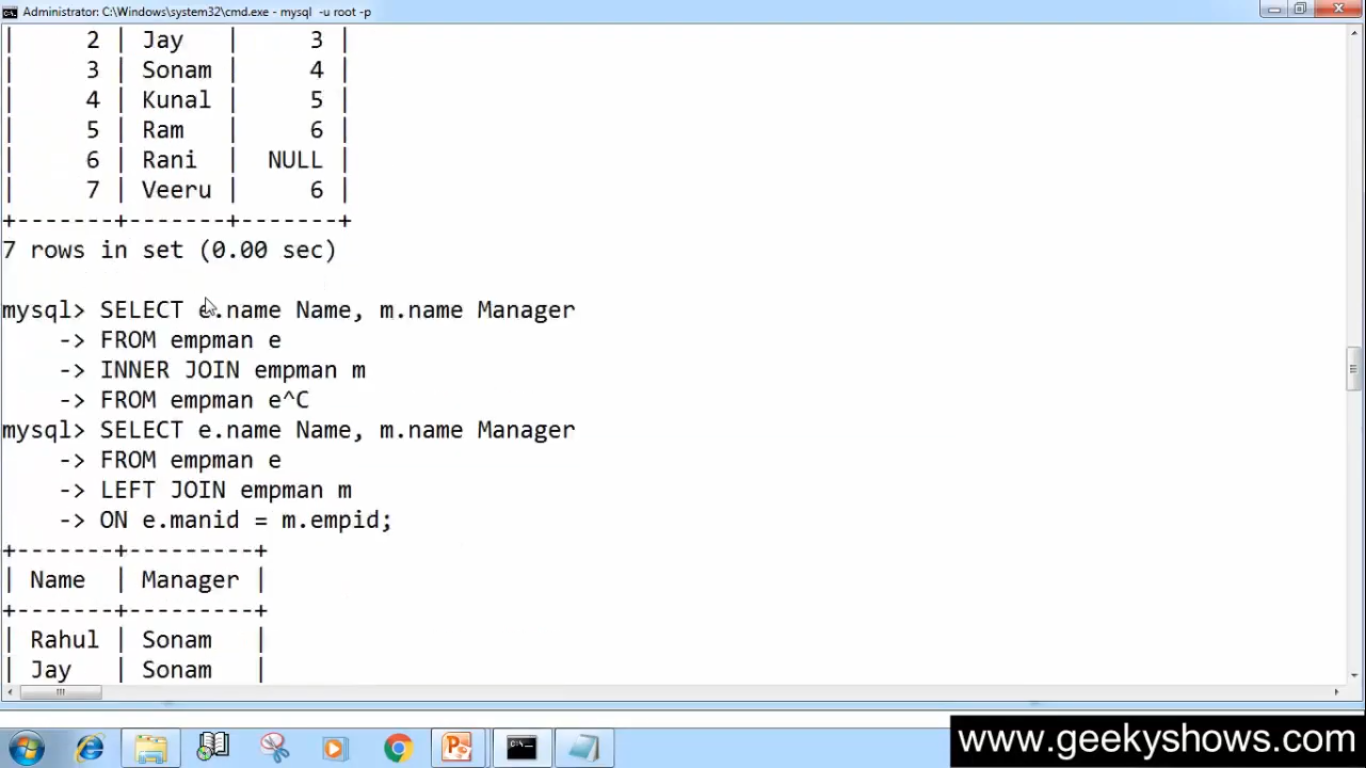 Administrator: C:\Windows\system32\cmd.exe - mysql -u root -p
| 2 | Jay | 3 |
| 3 | Sonam | 4 |
| 4 | Kunal | 5 |
| 5 | Ram | 6 |
| 6 | Rani | NULL |
| 7 | Veeru | 6 |
+-------+-------+-------+
7 rows in set (0.00 sec)
mysql> SELECT e.name Name, m.name Manager
-> FROM empman e
-> INNER JOIN empman m
-> FROM empman e^C
mysql> SELECT e.name Name, m.name Manager
-> FROM empman e
-> LEFT JOIN empman m
-> ON e.manid = m.empid;
+-------+---------+
| Name | Manager |
+-------+---------+
| Rahul | Sonam |
| Jay | Sonam |
www.geekyshows.com